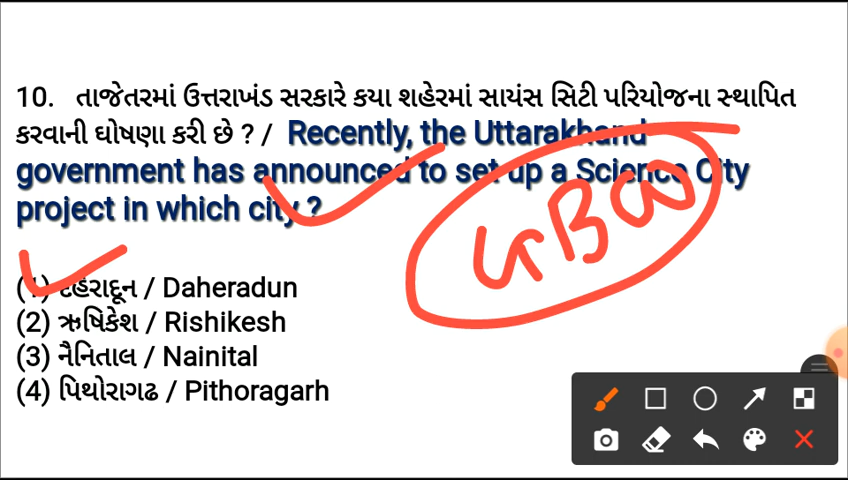 10. તાજેતરમાં ઉત્તરાખંડ સરકારે કયા શહેરમાં સાયંસ સિટી પરિયોજના સ્થાપિત
કરવાની ઘોષણા કરી છે ? / Recently, the Uttarakhand
government has announced to set up a Science City
project in which city ?
(1) દહેરાદૂન / Daheradun
(2) ઋષિકેશ / Rishikesh
(3) નૈનિતાલ / Nainital
(4) પિથોરાગઢ / Pithoragarh